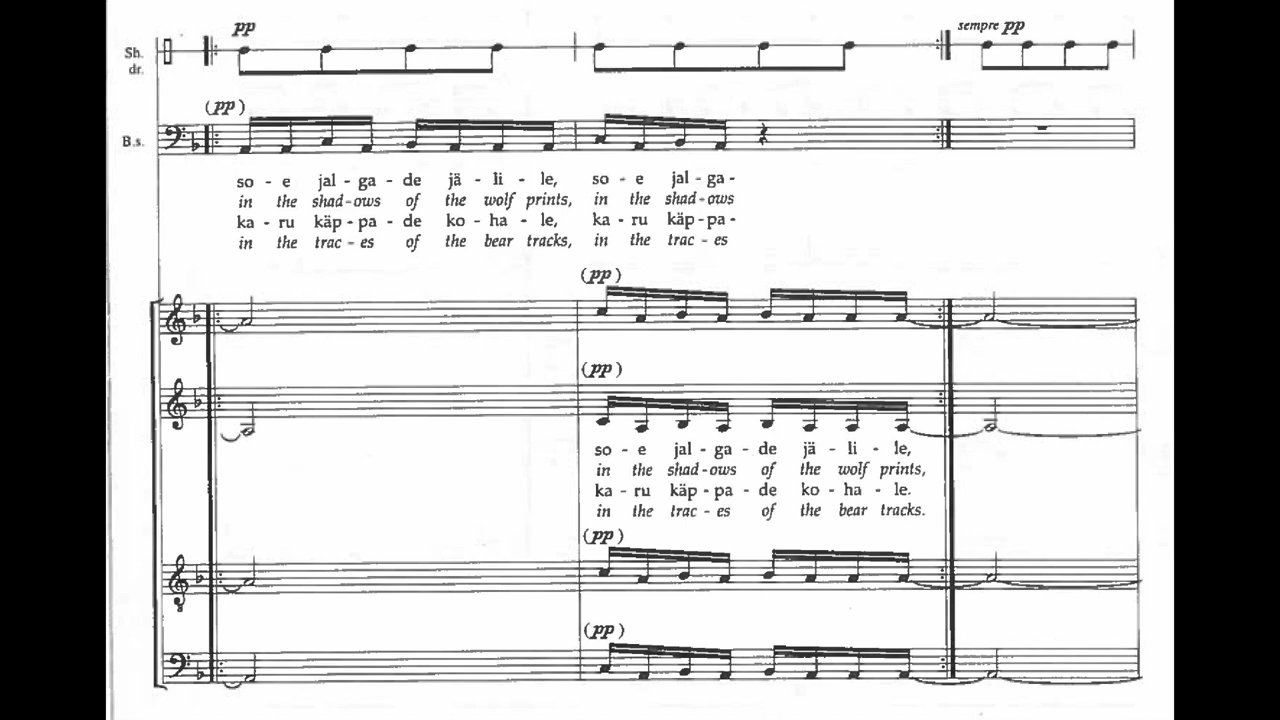 pp
sempre pp
Sh.
dr.
(pp)
B.s.
so - e jal - ga - de jä - li - le, so - e jal - ga -
in the shad - ows of the wolf prints, in the shad - ows
ka - ru käp - pa - de ko - ha - le, ka - ru käp - pa -
in the trac - es of the bear tracks, in the trac - es
(pp)
(pp)
so - e jal - ga - de jä - li - le,
in the shad - ows of the wolf prints,
ka - ru käp - pa - de ko - ha - le.
in the trac - es of the bear tracks.
(pp)
8
(pp)